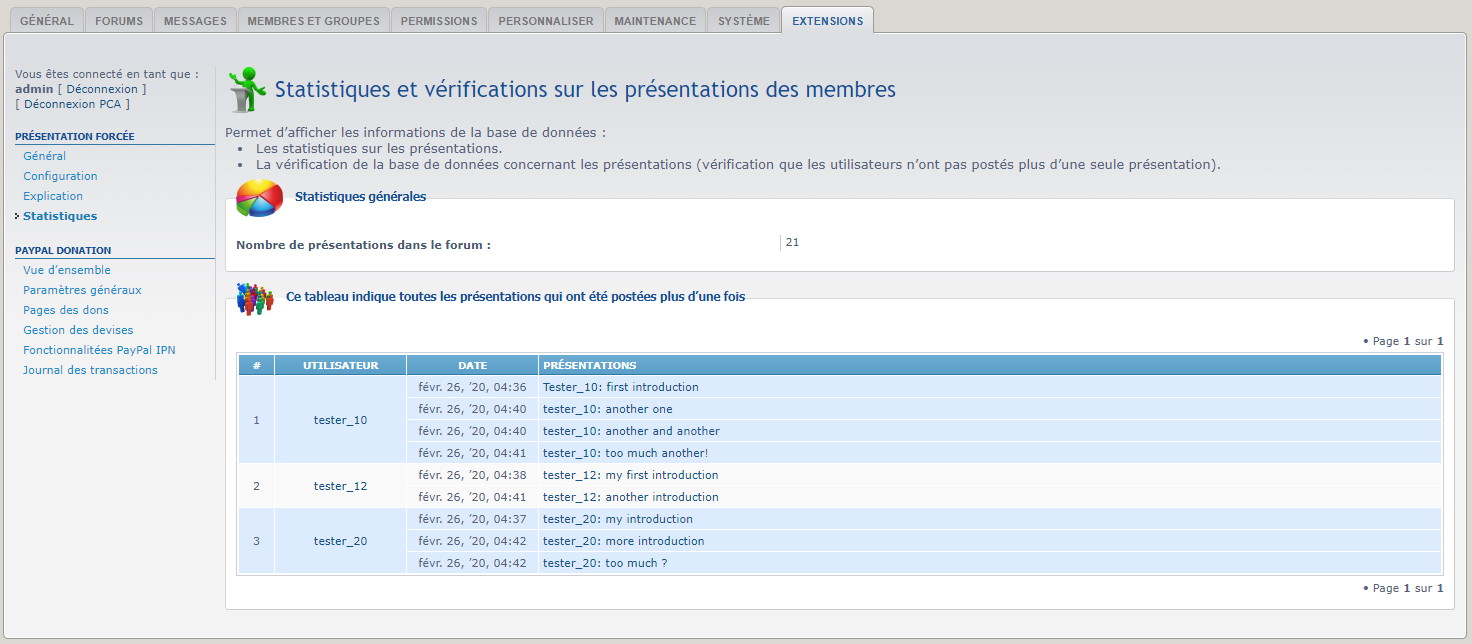 GÉNÉRAL FORUMS MESSAGES MEMBRES ET GROUPES PERMISSIONS PERSONNALISER MAINTENANCE SYSTÈME EXTENSIONS
Vous êtes connecté en tant que :
admin [ Déconnexion ]
[ Déconnexion PCA ]
PRÉSENTATION FORCÉE
Général
Configuration
Explication
Statistiques
PAYPAL DONATION
Vue d’ensemble
Paramètres généraux
Pages des dons
Gestion des devises
Fonctionnalitées PayPal IPN
Journal des transactions
Statistiques et vérifications sur les présentations des membres
Permet d’afficher les informations de la base de données :
• Les statistiques sur les présentations.
• La vérification de la base de données concernant les présentations (vérification que les utilisateurs n’ont pas postés plus d’une seule présentation).
Statistiques générales
Nombre de présentations dans le forum : 21
Ce tableau indique toutes les présentations qui ont été postées plus d’une fois
• Page 1 sur 1
# UTILISATEUR DATE PRÉSENTATIONS
1 tester_10 févr. 26, ’20, 04:36 Tester_10: first introduction
févr. 26, ’20, 04:40 tester_10: another one
févr. 26, ’20, 04:40 tester_10: another and another
févr. 26, ’20, 04:41 tester_10: too much another!
2 tester_12 févr. 26, ’20, 04:38 tester_12: my first introduction
févr. 26, ’20, 04:41 tester_12: another introduction
3 tester_20 févr. 26, ’20, 04:37 tester_20: my introduction
févr. 26, ’20, 04:42 tester_20: more introduction
févr. 26, ’20, 04:42 tester_20: too much ?
• Page 1 sur 1